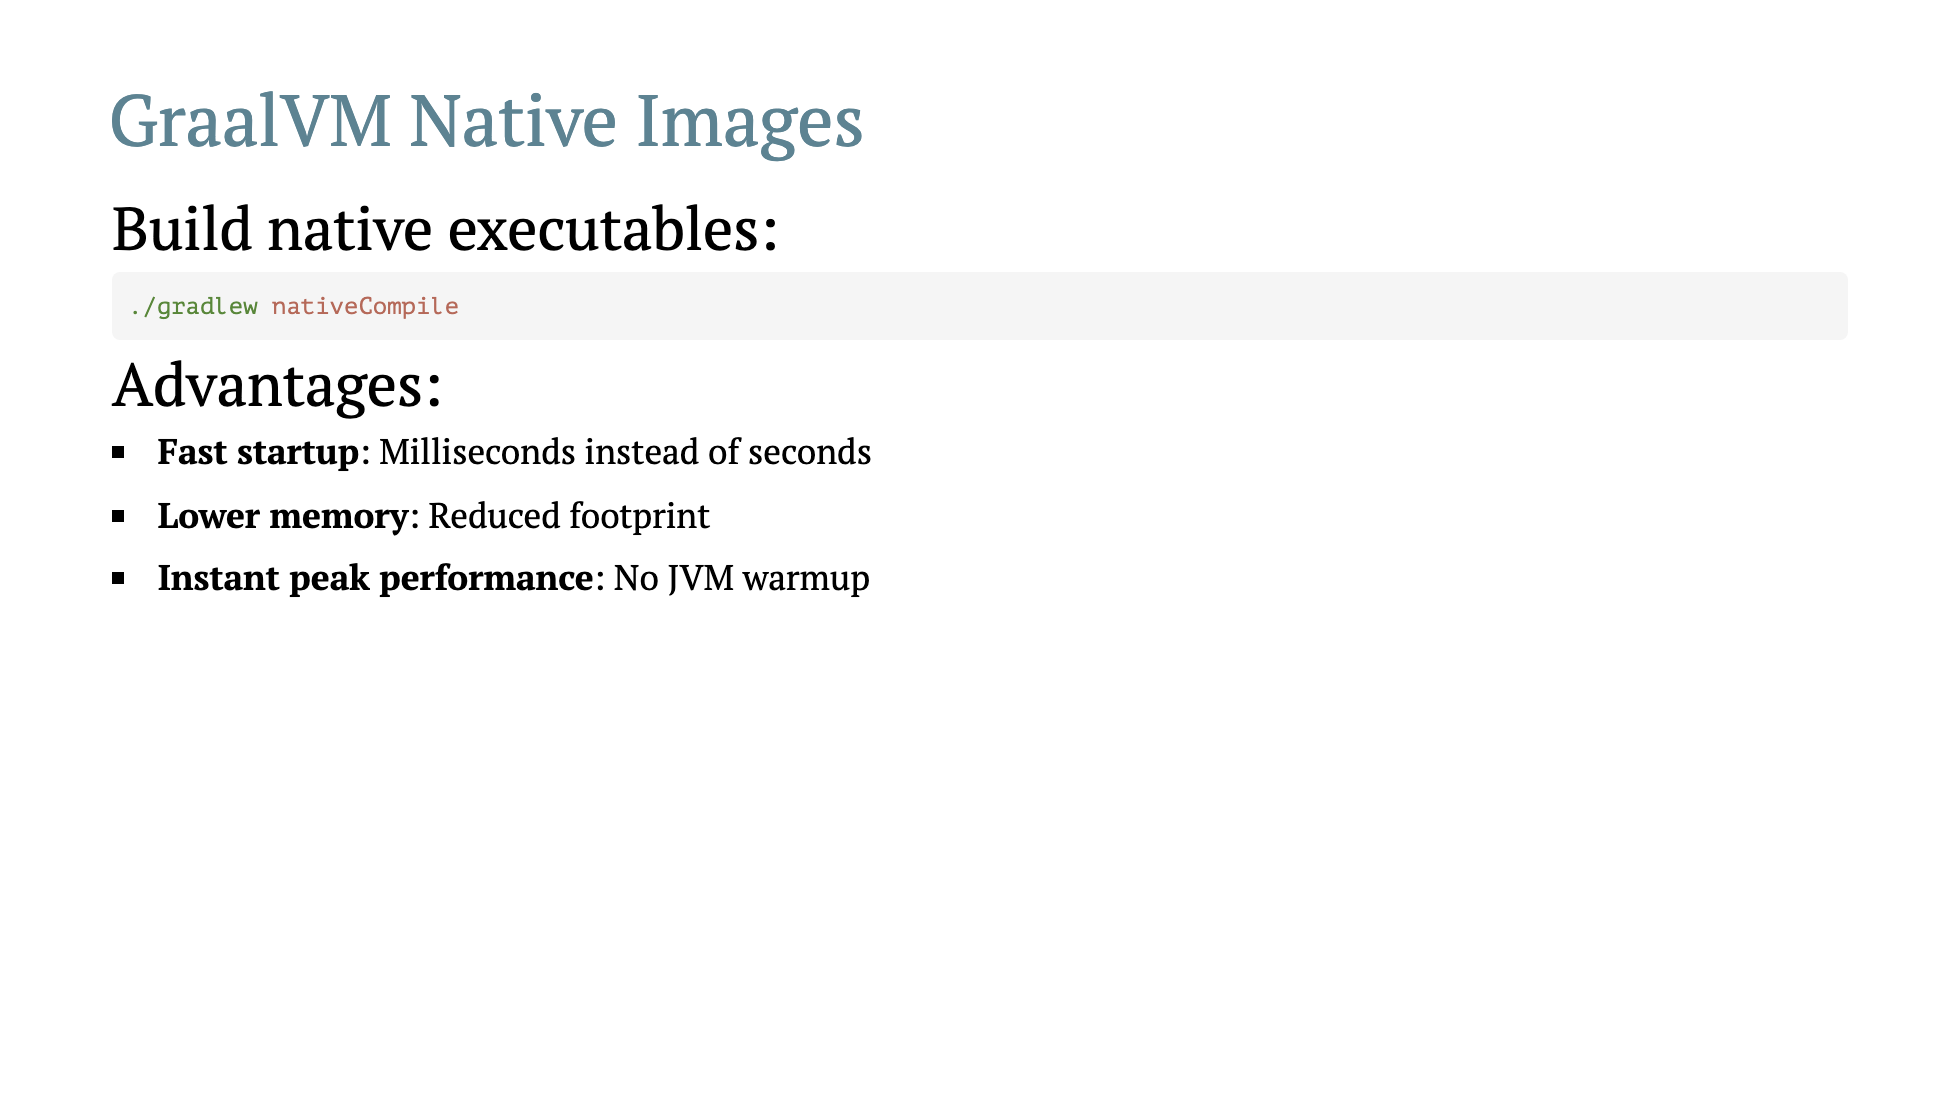 GraalVM Native Images
Build native executables:
./gradlew nativeCompile
Advantages:
▪ Fast startup: Milliseconds instead of seconds
▪ Lower memory: Reduced footprint
▪ Instant peak performance: No JVM warmup